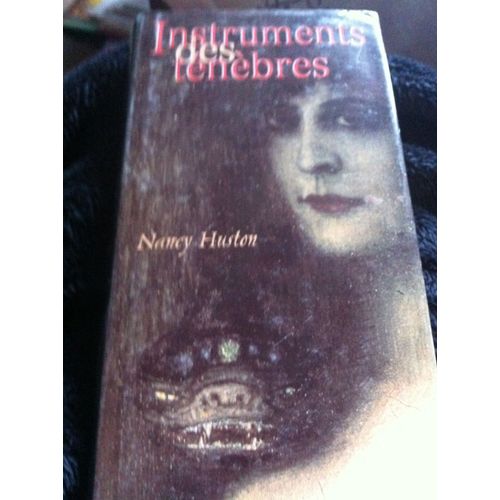 Instruments
des
ténèbres
Nancy Huston